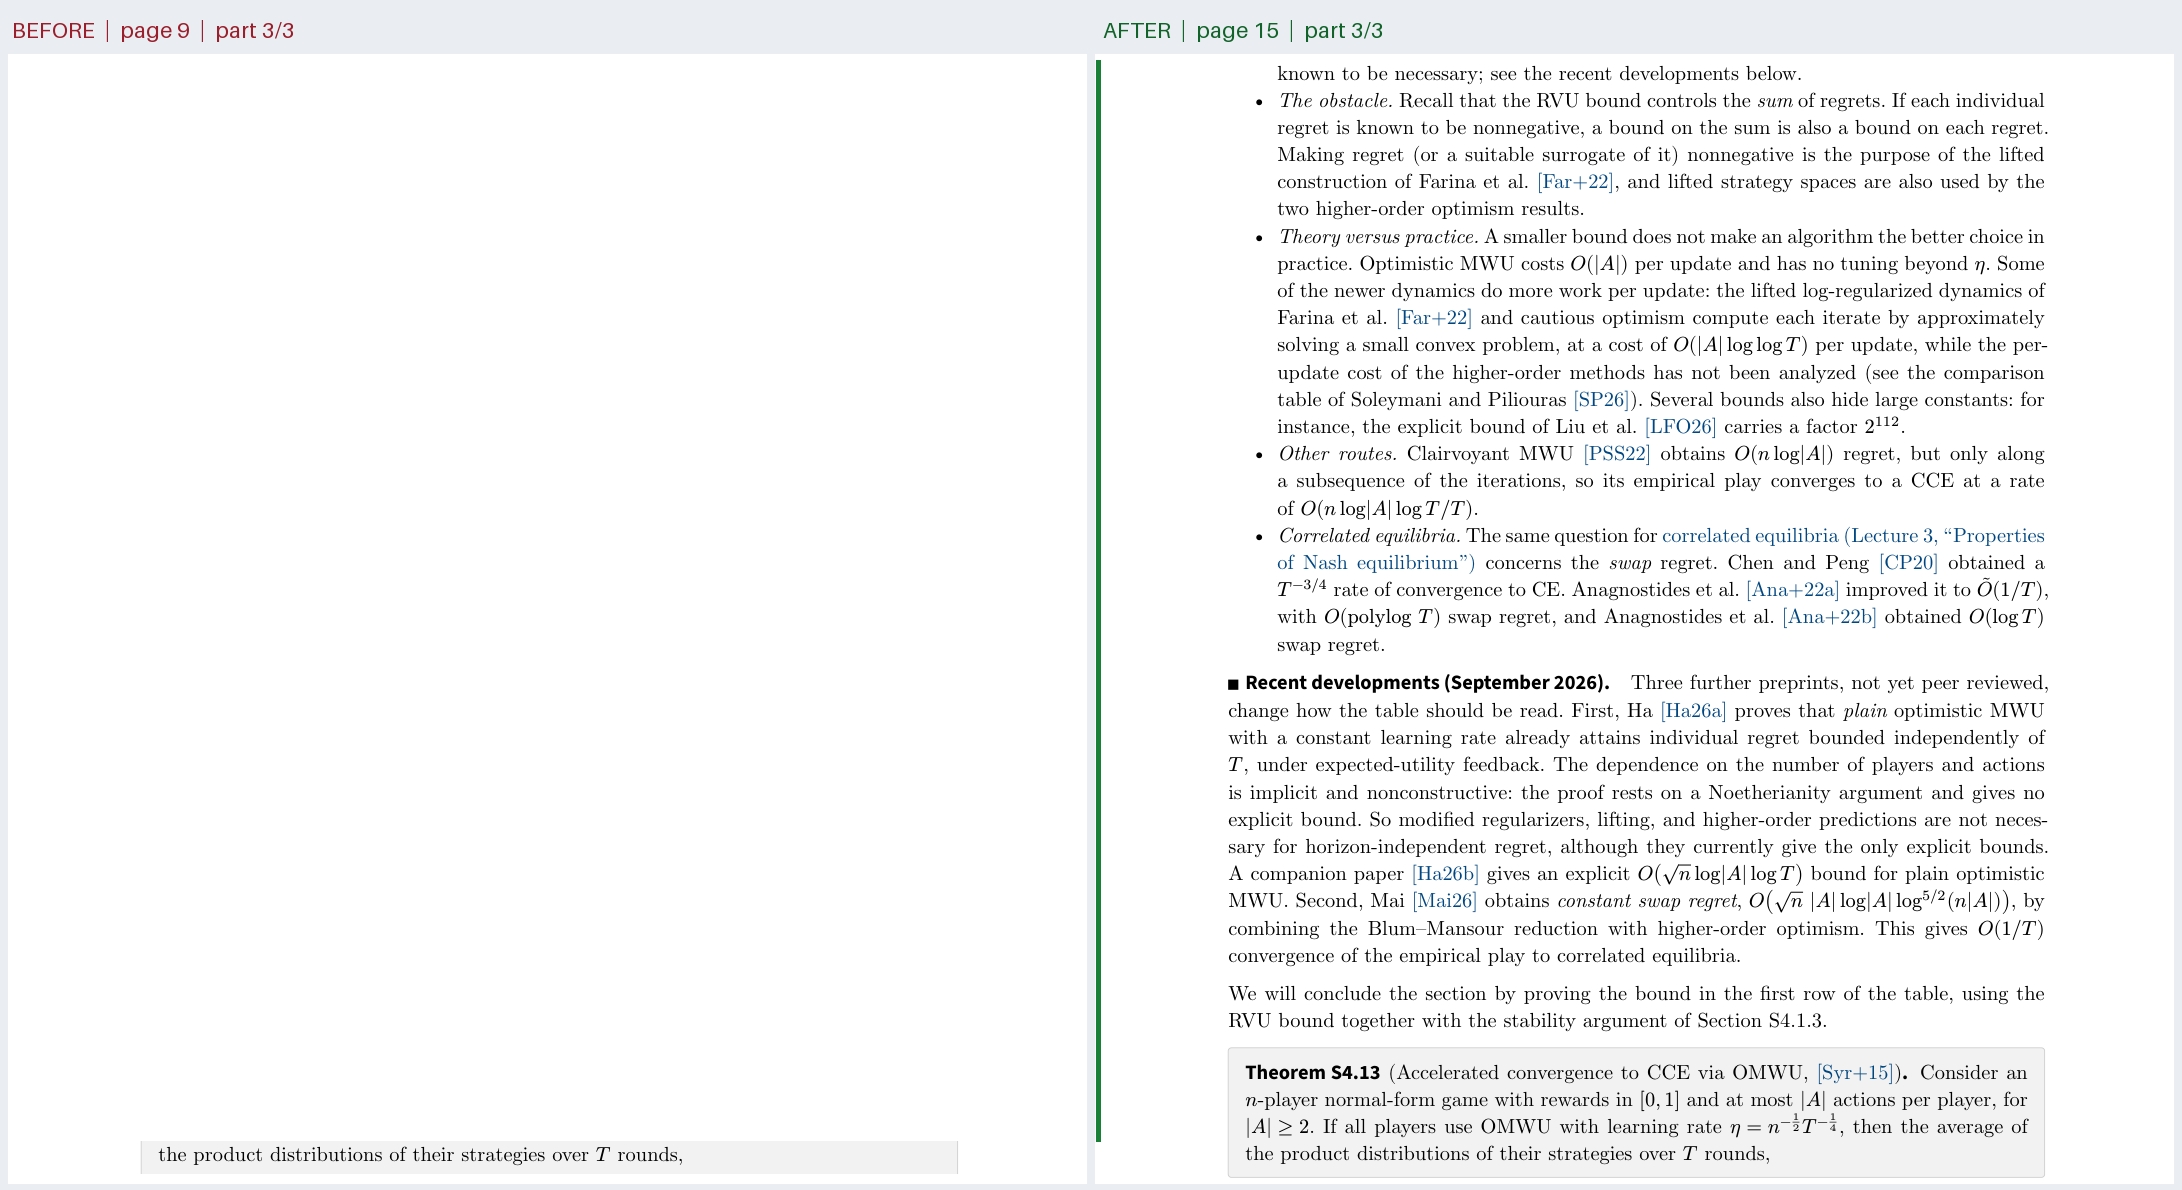 BEFORE | page 9 | part 3/3
the product distributions of their strategies over T rounds,
AFTER | page 15 | part 3/3
known to be necessary; see the recent developments below.
• The obstacle. Recall that the RVU bound controls the sum of regrets. If each individual
regret is known to be nonnegative, a bound on the sum is also a bound on each regret.
Making regret (or a suitable surrogate of it) nonnegative is the purpose of the lifted
construction of Farina et al. [Far+22], and lifted strategy spaces are also used by the
two higher-order optimism results.
• Theory versus practice. A smaller bound does not make an algorithm the better choice in
practice. Optimistic MWU costs O(|A|) per update and has no tuning beyond η. Some
of the newer dynamics do more work per update: the lifted log-regularized dynamics of
Farina et al. [Far+22] and cautious optimism compute each iterate by approximately
solving a small convex problem, at a cost of O(|A| log log T) per update, while the per-
update cost of the higher-order methods has not been analyzed (see the comparison
table of Soleymani and Piliouras [SP26]). Several bounds also hide large constants: for
instance, the explicit bound of Liu et al. [LFO26] carries a factor 2¹¹².
• Other routes. Clairvoyant MWU [PSS22] obtains O(n log|A|) regret, but only along
a subsequence of the iterations, so its empirical play converges to a CCE at a rate
of O(n log|A| log T/T).
• Correlated equilibria. The same question for correlated equilibria (Lecture 3, “Properties
of Nash equilibrium”) concerns the swap regret. Chen and Peng [CP20] obtained a
T^{−3/4} rate of convergence to CE. Anagnostides et al. [Ana+22a] improved it to Õ(1/T),
with O(polylog T) swap regret, and Anagnostides et al. [Ana+22b] obtained O(log T)
swap regret.
■ Recent developments (September 2026). Three further preprints, not yet peer reviewed,
change how the table should be read. First, Ha [Ha26a] proves that plain optimistic MWU
with a constant learning rate already attains individual regret bounded independently of
T, under expected-utility feedback. The dependence on the number of players and actions
is implicit and nonconstructive: the proof rests on a Noetherianity argument and gives no
explicit bound. So modified regularizers, lifting, and higher-order predictions are not neces-
sary for horizon-independent regret, although they currently give the only explicit bounds.
A companion paper [Ha26b] gives an explicit O(√n log|A| log T) bound for plain optimistic
MWU. Second, Mai [Mai26] obtains constant swap regret, O(√n |A| log|A| log^{5/2}(n|A|)), by
combining the Blum–Mansour reduction with higher-order optimism. This gives O(1/T)
convergence of the empirical play to correlated equilibria.
We will conclude the section by proving the bound in the first row of the table, using the
RVU bound together with the stability argument of Section S4.1.3.
Theorem S4.13 (Accelerated convergence to CCE via OMWU, [Syr+15]). Consider an
n-player normal-form game with rewards in [0, 1] and at most |A| actions per player, for
|A| ≥ 2. If all players use OMWU with learning rate η = n^{−1/2}T^{−1/4}, then the average of
the product distributions of their strategies over T rounds,